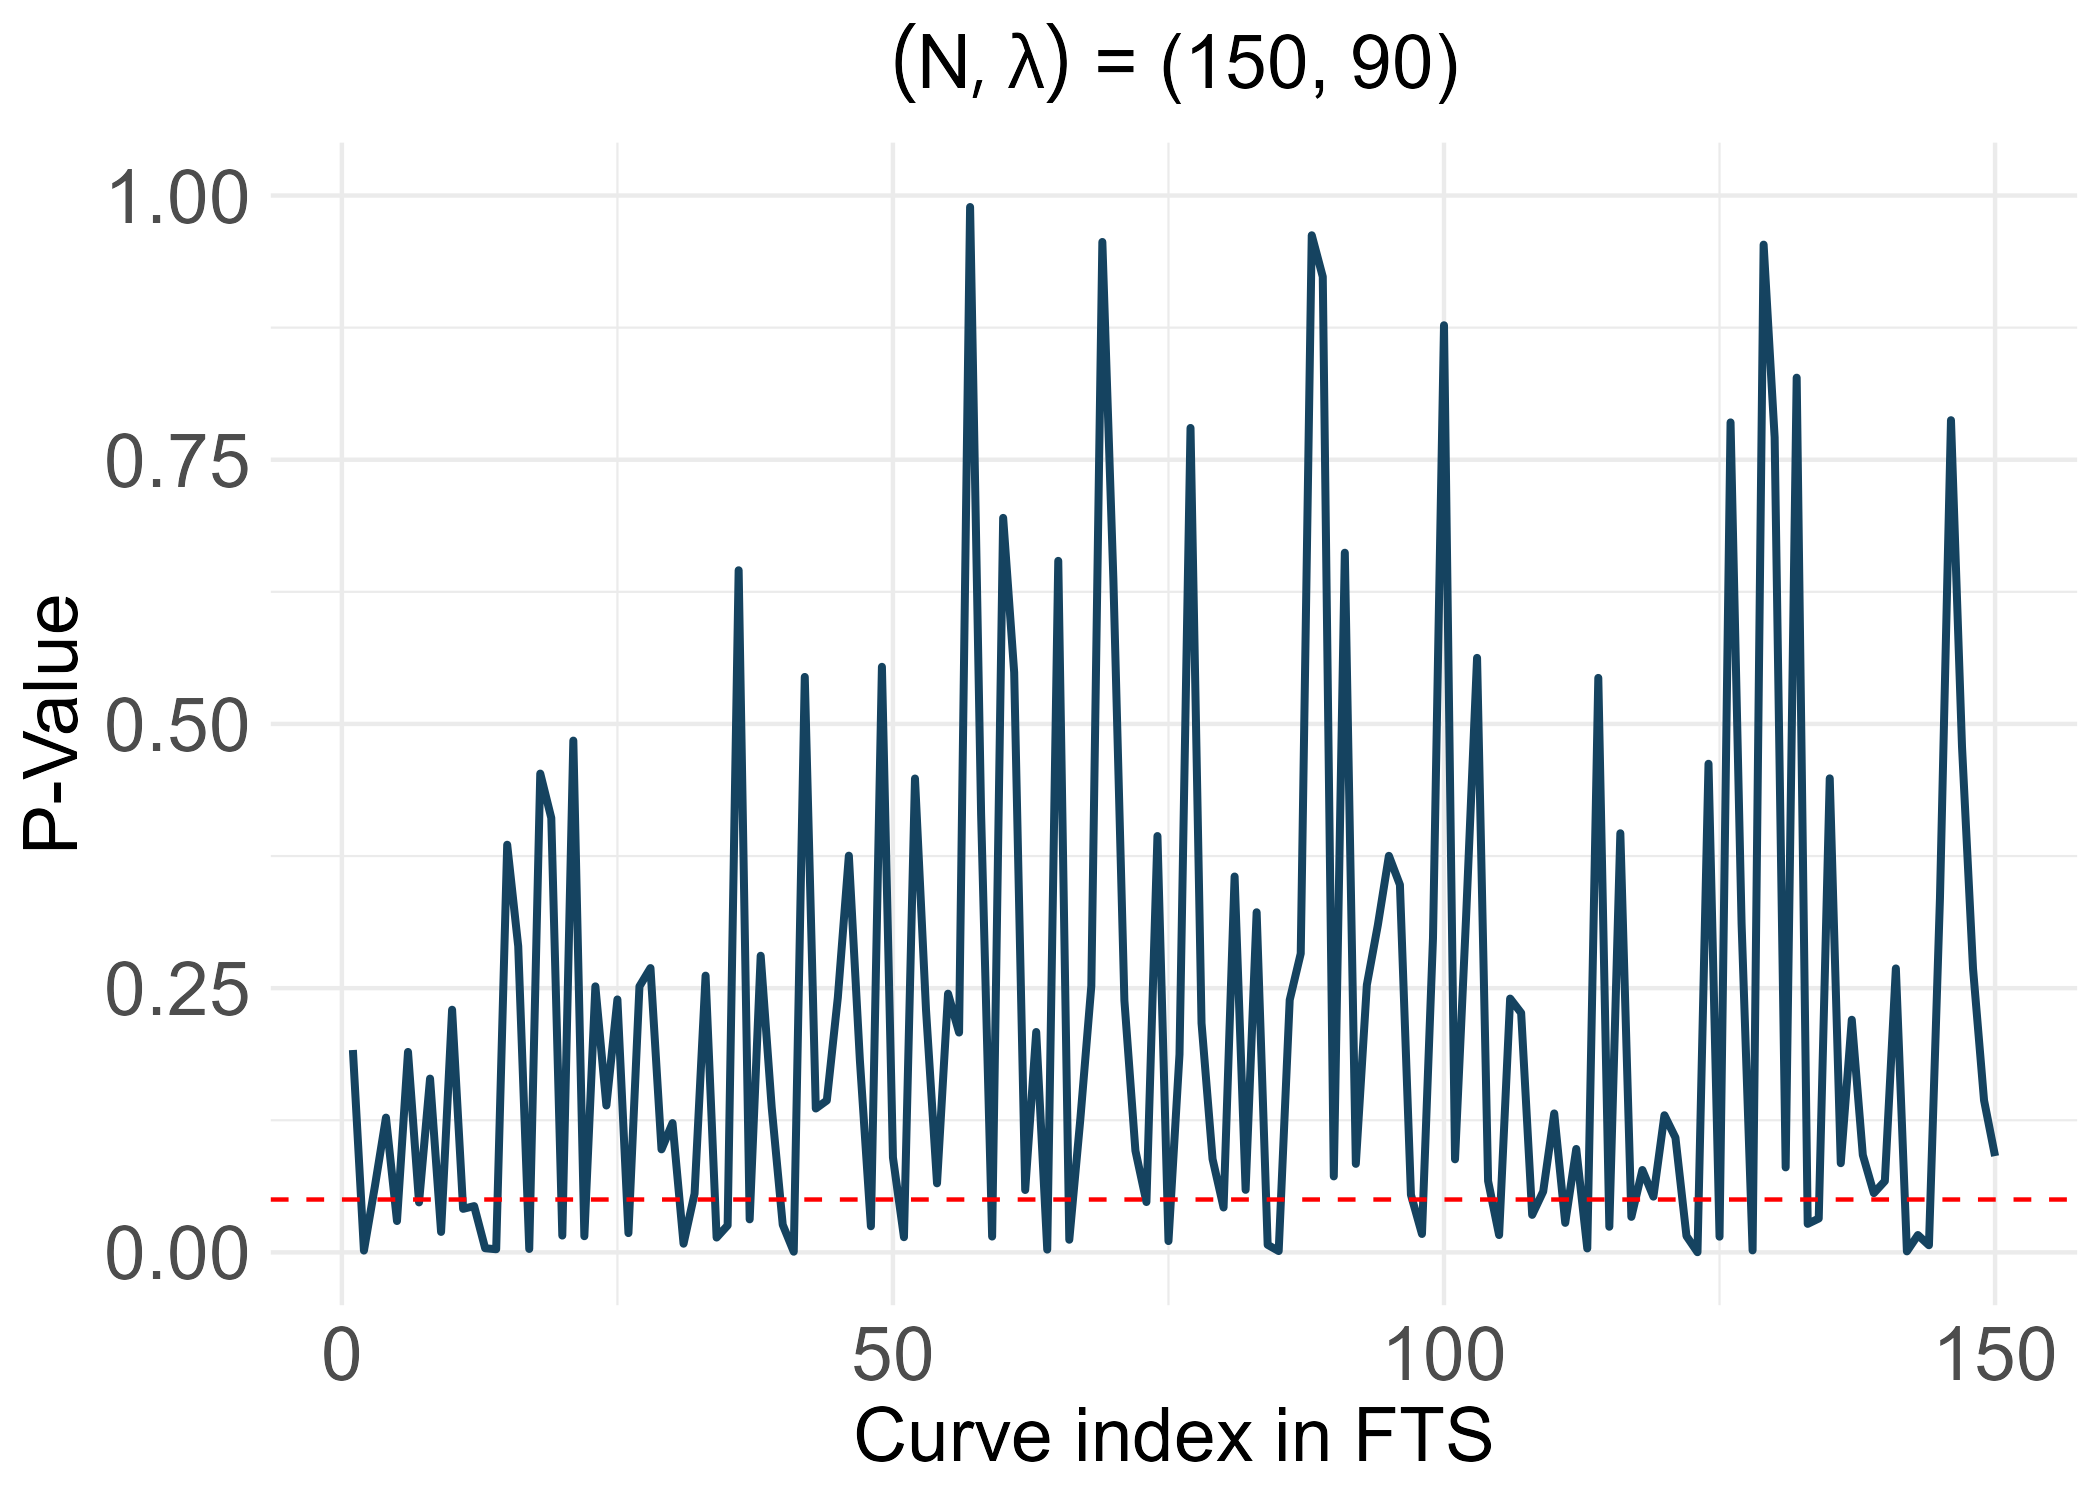 (N, λ) = (150, 90)
P-Value
1.00
0.75
0.50
0.25
0.00
0 50 100 150
Curve index in FTS